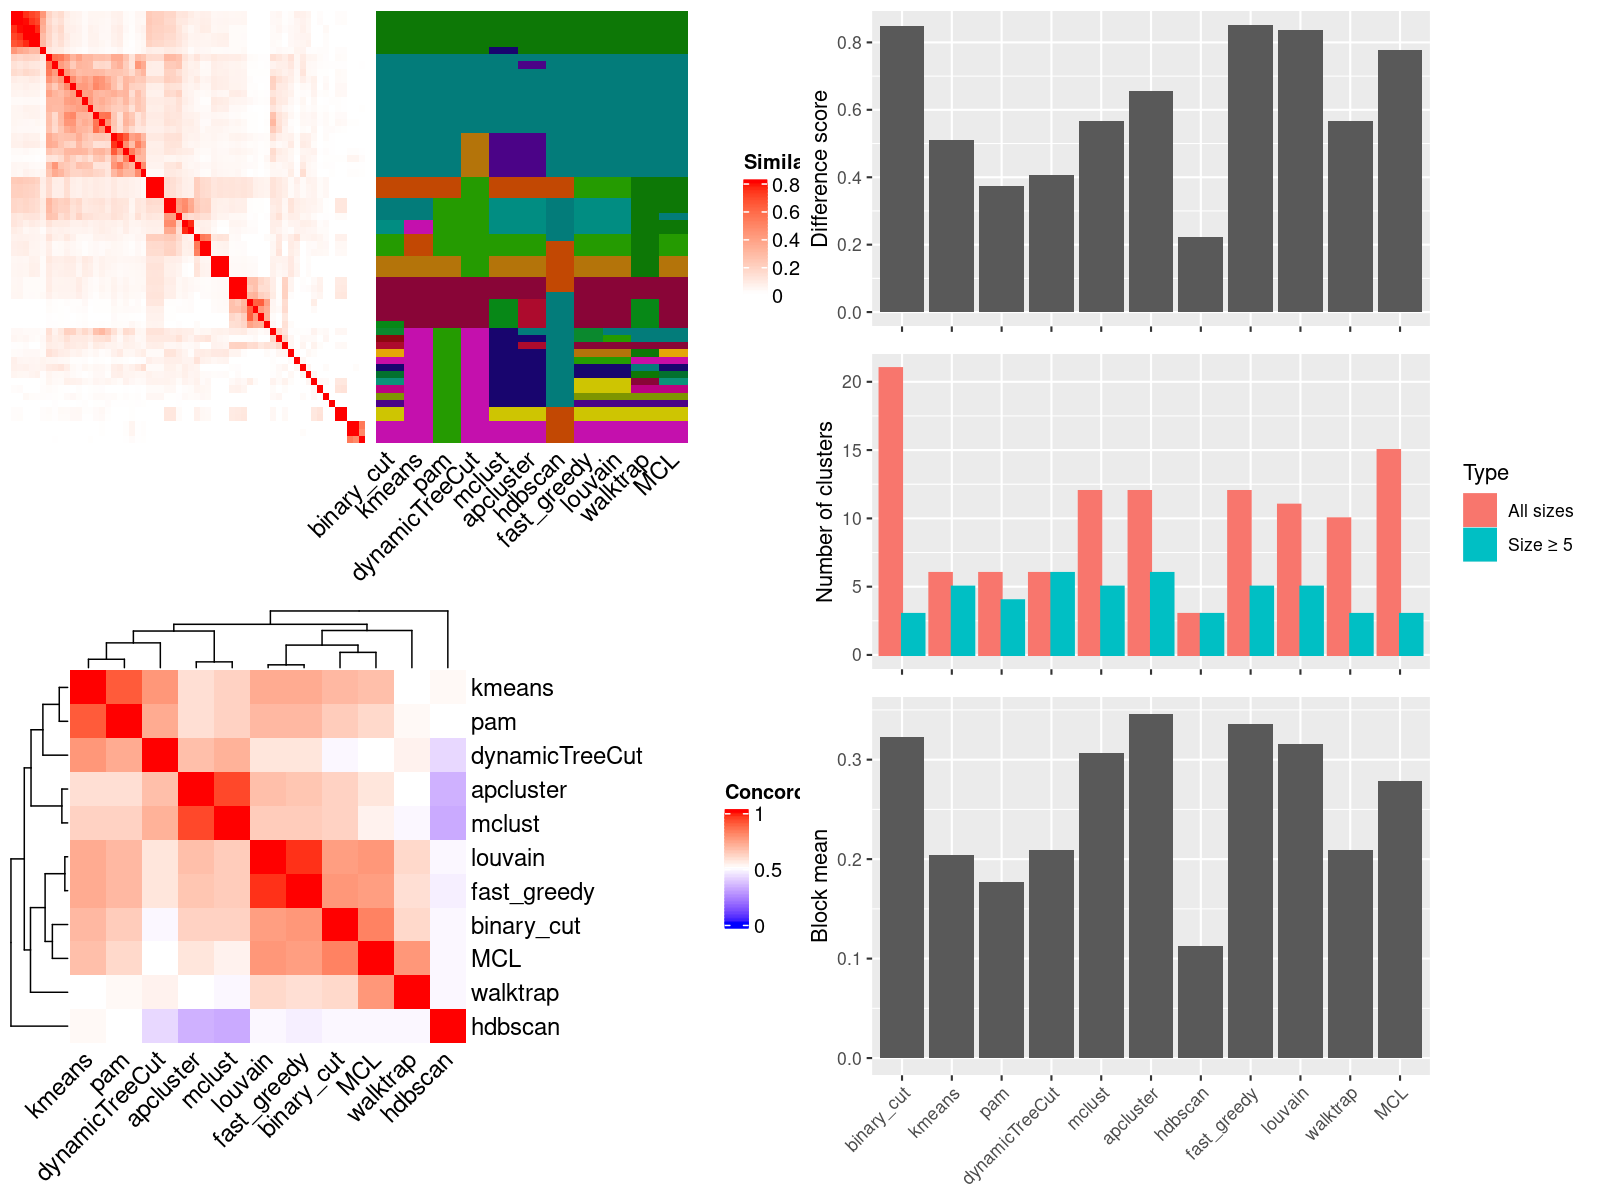 Simila
0.8
0.6
0.4
0.2
0
binary_cut
kmeans
pam
dynamicTreeCut
mclust
apcluster
hdbscan
fast_greedy
louvain
walktrap
MCL
kmeans
pam
dynamicTreeCut
apcluster
mclust
louvain
fast_greedy
binary_cut
MCL
walktrap
hdbscan
kmeans
pam
dynamicTreeCut
apcluster
mclust
louvain
fast_greedy
binary_cut
MCL
walktrap
hdbscan
Concord
1
0.5
0
Difference score
0.8
0.6
0.4
0.2
0.0
Number of clusters
20
15
10
5
0
Type
All sizes
Size ≥ 5
Block mean
0.3
0.2
0.1
0.0
binary_cut
kmeans
pam
dynamicTreeCut
mclust
apcluster
hdbscan
fast_greedy
louvain
walktrap
MCL